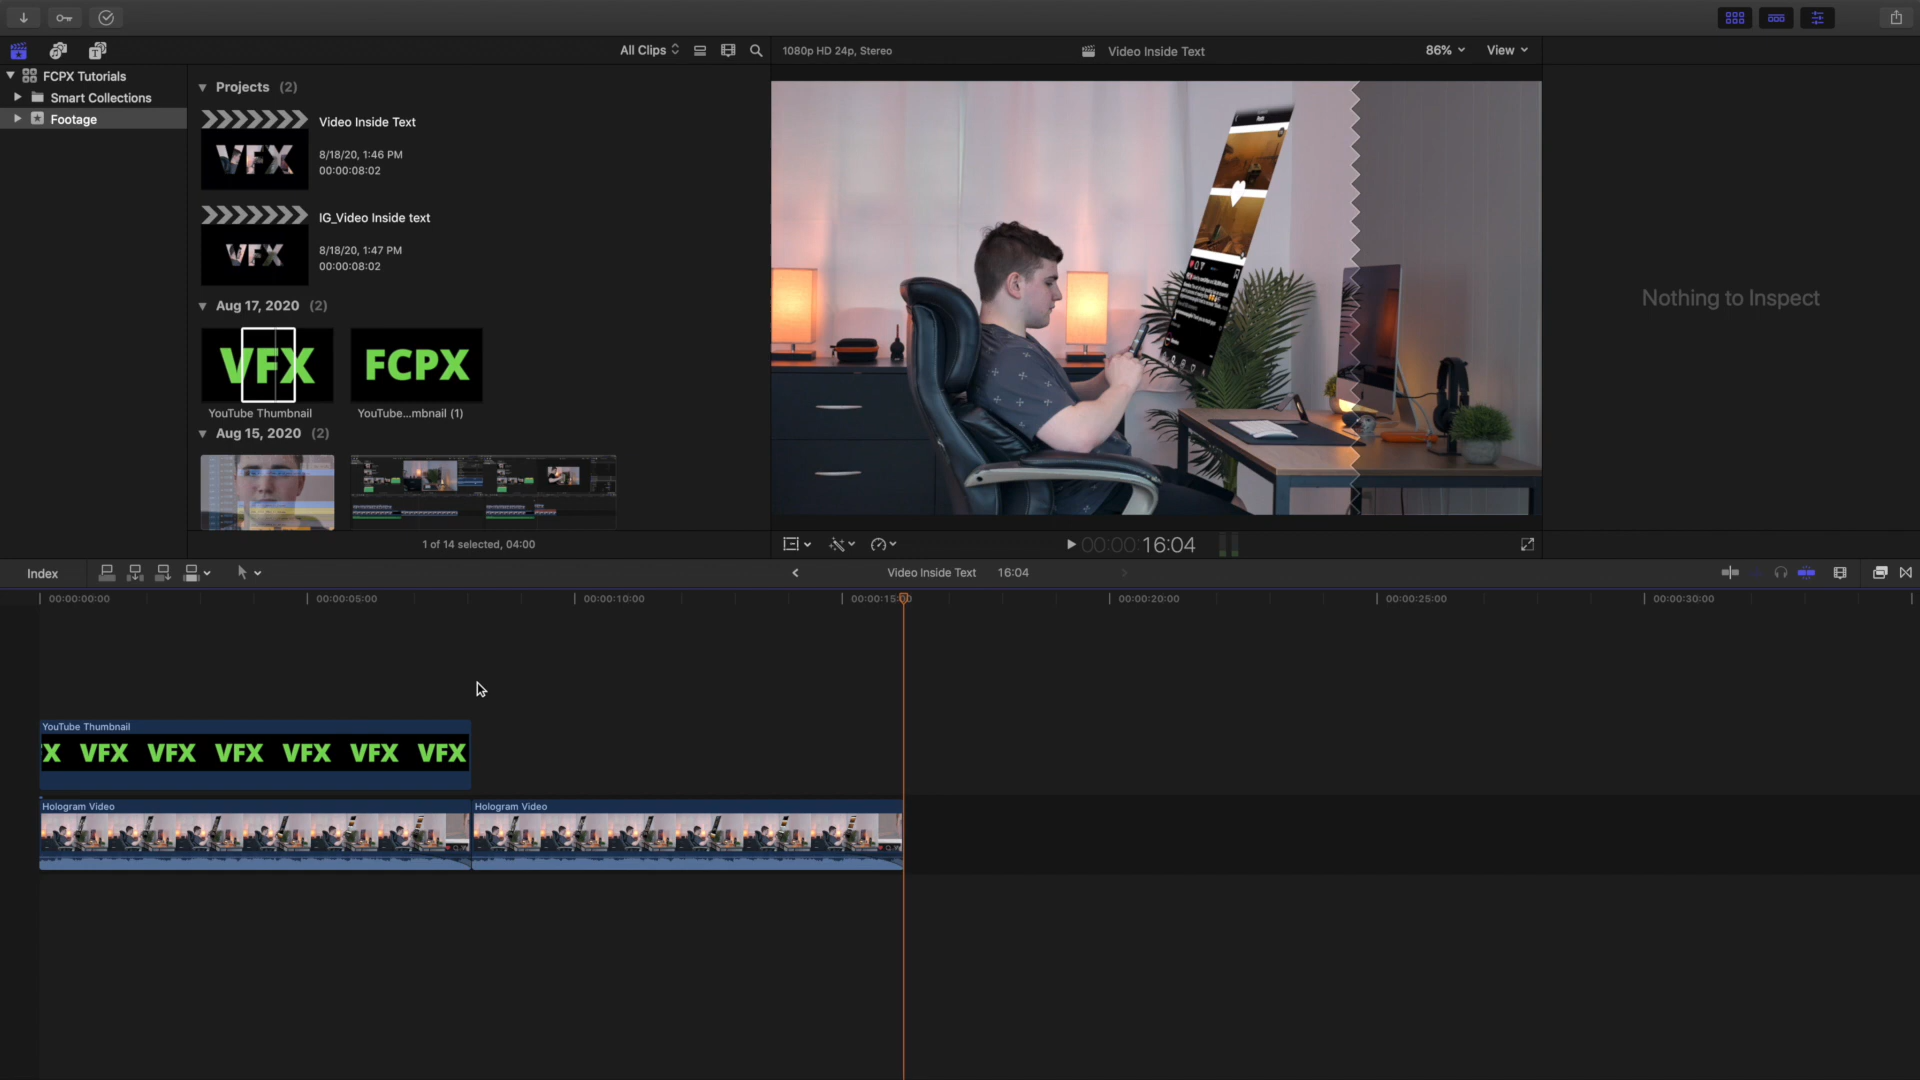 All Clips
1080p HD 24p, Stereo
Video Inside Text
86%
View
FCPX Tutorials
Smart Collections
Footage
Projects (2)
Video Inside Text
8/18/20, 1:46 PM
00:00:08:02
VFX
IG_Video Inside text
8/18/20, 1:47 PM
00:00:08:02
VFX
Aug 17, 2020 (2)
VFX
FCPX
YouTube Thumbnail
YouTube...mbnail (1)
Aug 15, 2020 (2)
1 of 14 selected, 04:00
Nothing to Inspect
00:00:16:04
Index
Video Inside Text
16:04
00:00:00:00
00:00:05:00
00:00:10:00
00:00:15:00
00:00:20:00
00:00:25:00
00:00:30:00
YouTube Thumbnail
X VFX VFX VFX VFX VFX VFX
Hologram Video
Hologram Video